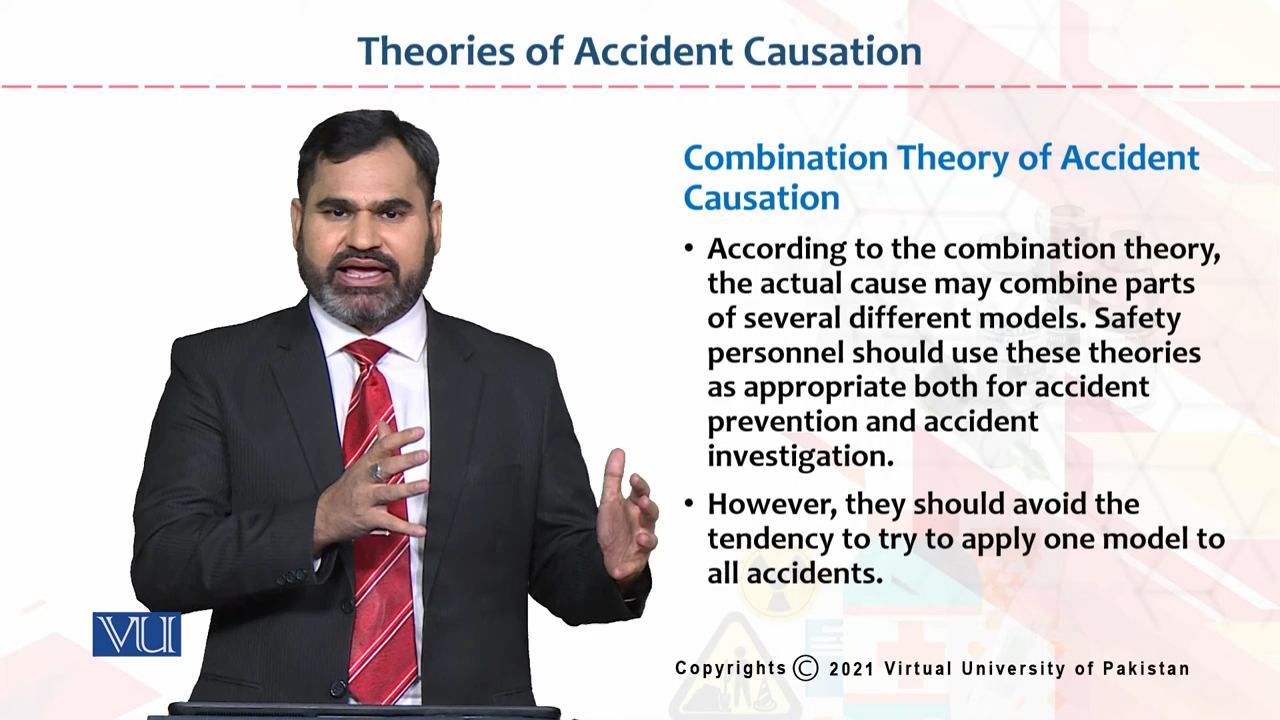 Theories of Accident Causation
Combination Theory of Accident
Causation
• According to the combination theory,
the actual cause may combine parts
of several different models. Safety
personnel should use these theories
as appropriate both for accident
prevention and accident
investigation.
• However, they should avoid the
tendency to try to apply one model to
all accidents.
VU
Copyrights © 2021 Virtual University of Pakistan